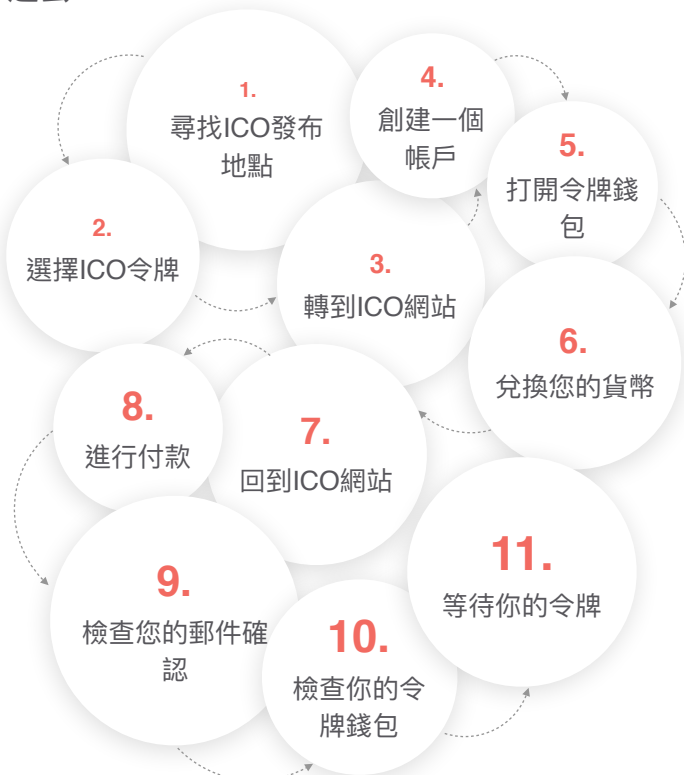 1.
尋找ICO發布
地點
2.
選擇ICO令牌
3.
轉到ICO網站
4.
創建一個
帳戶
5.
打開令牌錢
包
6.
兌換您的貨幣
7.
回到ICO網站
8.
進行付款
9.
檢查您的郵件確
認
10.
檢查你的令
牌錢包
11.
等待你的令牌